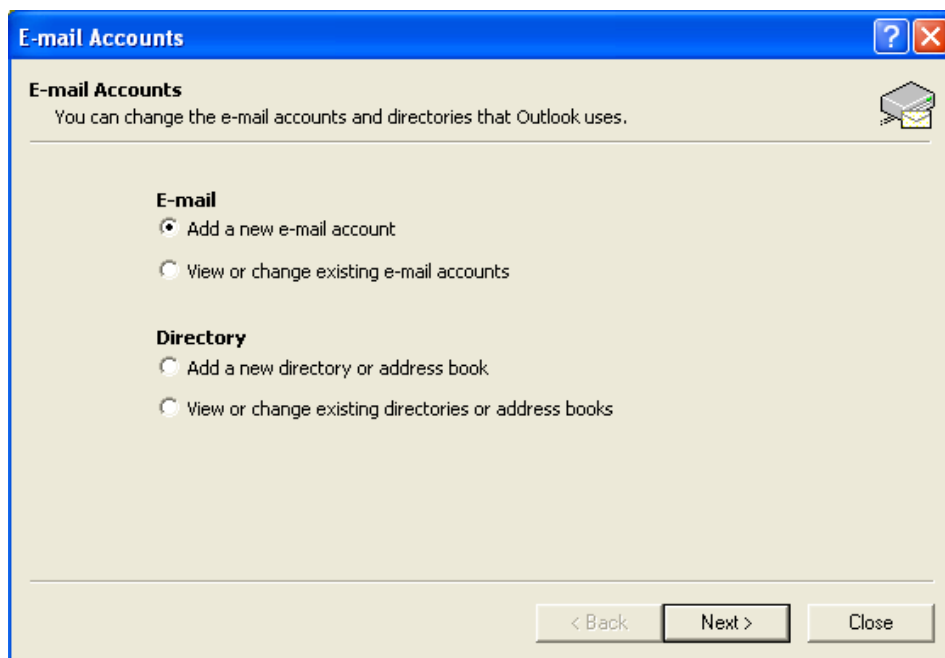 E-mail Accounts
E-mail Accounts
You can change the e-mail accounts and directories that Outlook uses.
E-mail
Add a new e-mail account
View or change existing e-mail accounts
Directory
Add a new directory or address book
View or change existing directories or address books
< Back Next > Close